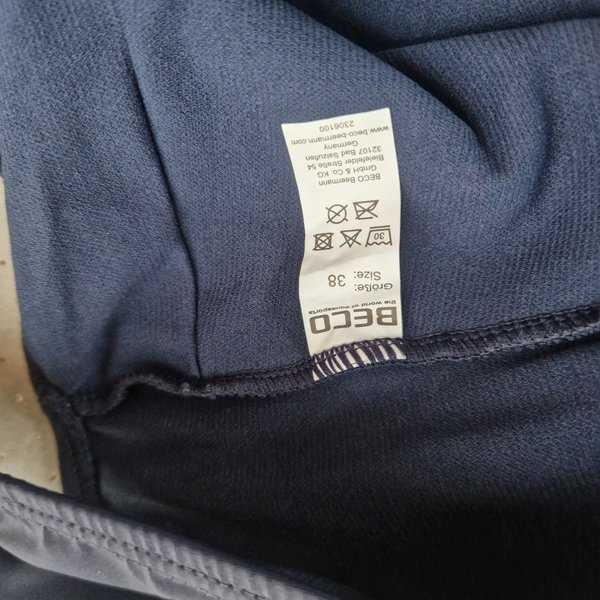 BECO
the world of aquasports
Größe: 38
Size:
30
BECO Beermann
GmbH & Co. KG
Bielefelder Straße 54
32107 Bad Salzuflen
Germany
www.beco-beermann.com
2306100